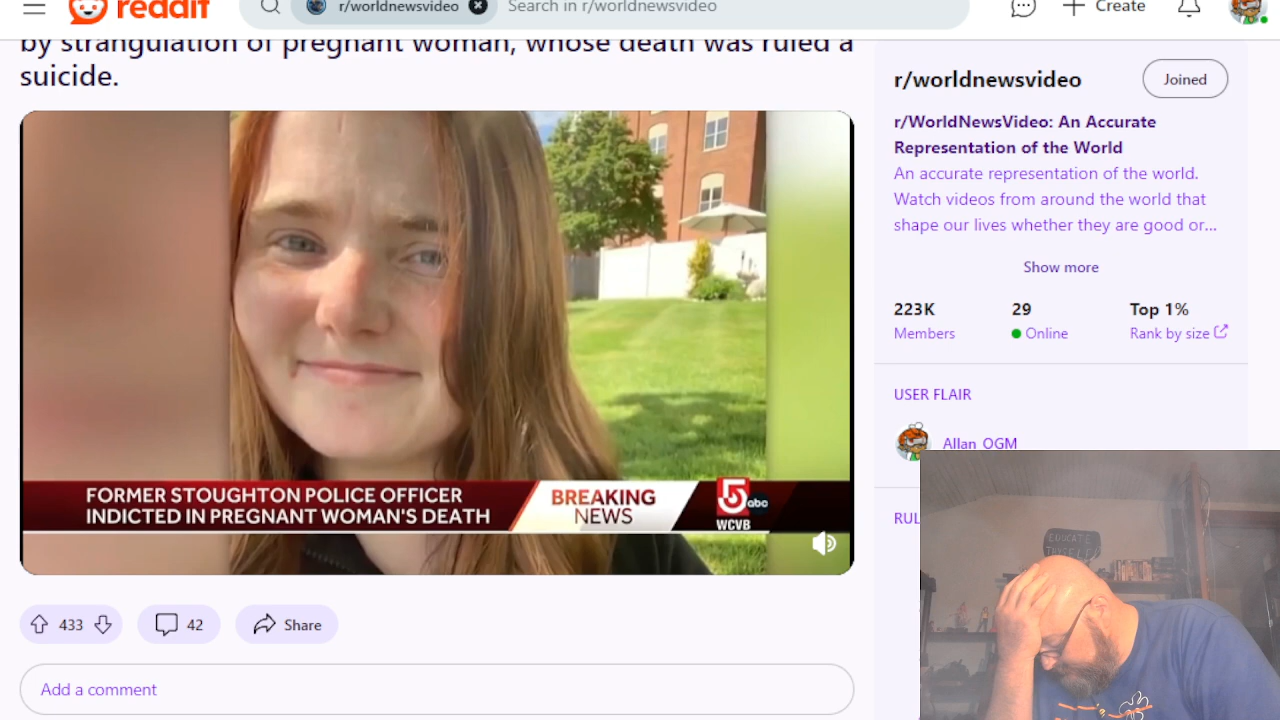 reddit
r/worldnewsvideo
Search in r/worldnewsvideo
Create
by strangulation of pregnant woman, whose death was ruled a
suicide.
FORMER STOUGHTON POLICE OFFICER
INDICTED IN PREGNANT WOMAN'S DEATH
BREAKING
NEWS
5 abc
WCVB
433
42
Share
Add a comment
r/worldnewsvideo
Joined
r/WorldNewsVideo: An Accurate
Representation of the World
An accurate representation of the world.
Watch videos from around the world that
shape our lives whether they are good or...
Show more
223K
29
Top 1%
Members
Online
Rank by size
USER FLAIR
Allan_OGM
RUL
EDUCATE
THYSELF